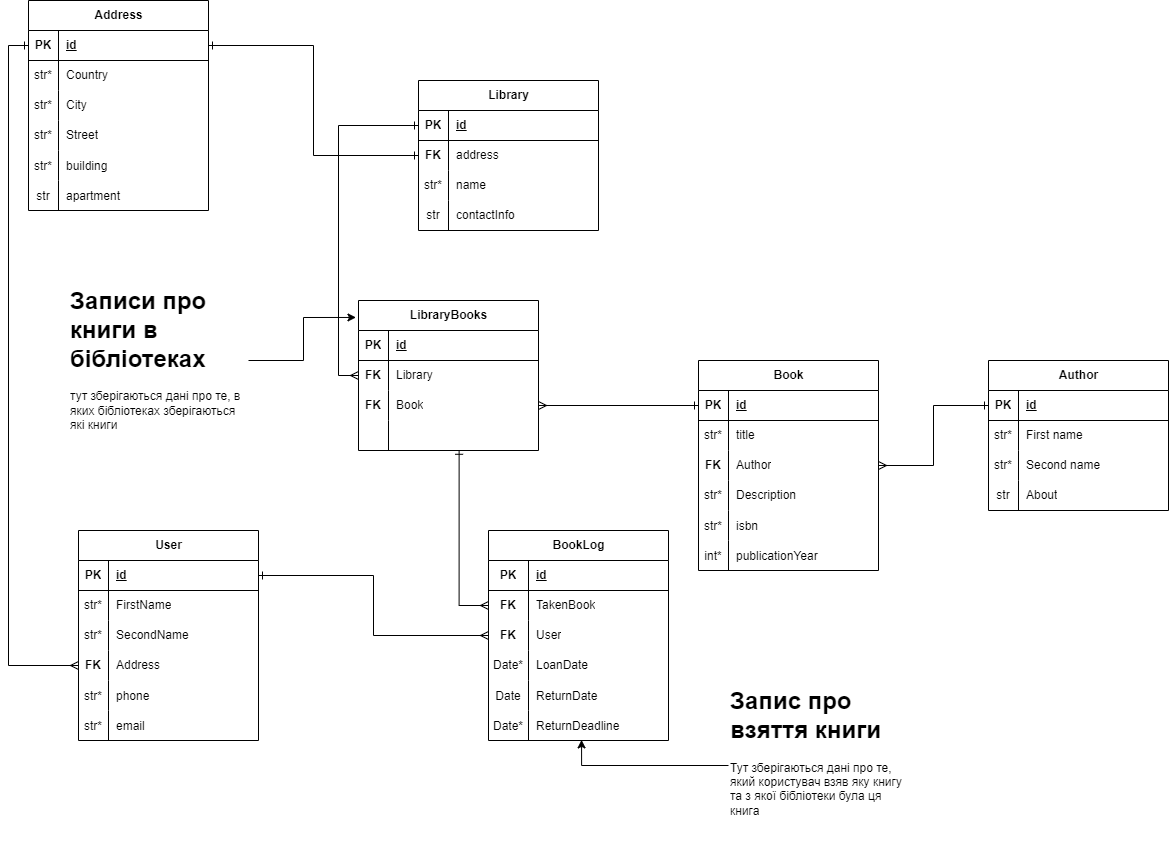 Address
PK id
str* Country
str* City
str* Street
str* building
str apartment
Library
PK id
FK address
str* name
str contactInfo
Записи про
книги в
бібліотеках
тут зберігаються дані про те, в
яких бібліотеках зберігаються
які книги
LibraryBooks
PK id
FK Library
FK Book
Book
PK id
str* title
FK Author
str* Description
str* isbn
int* publicationYear
Author
PK id
str* First name
str* Second name
str About
User
PK id
str* FirstName
str* SecondName
FK Address
str* phone
str* email
BookLog
PK id
FK TakenBook
FK User
Date* LoanDate
Date ReturnDate
Date* ReturnDeadline
Запис про
взяття книги
Тут зберігаються дані про те,
який користувач взяв яку книгу
та з якої бібліотеки була ця
книга